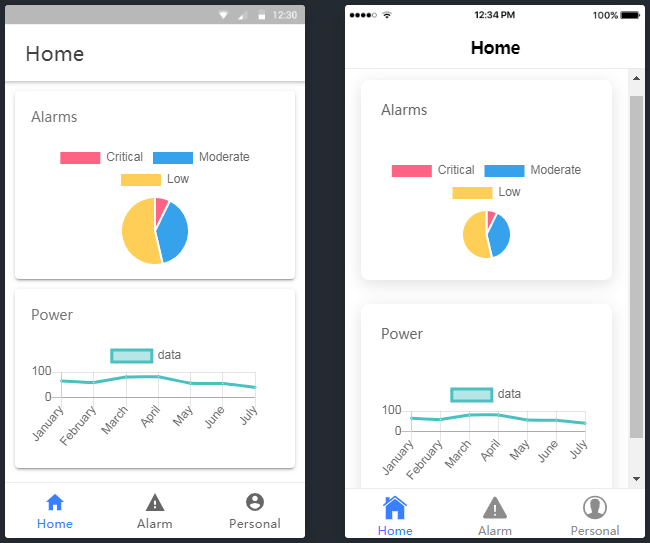 12:30
Home
Alarms
Critical Moderate
Low
Power
data
100
0
January February March April May June July
Home Alarm Personal
12:34 PM 100%
Home
Alarms
Critical Moderate
Low
Power
data
100
0
January February March April May June July
Home Alarm Personal